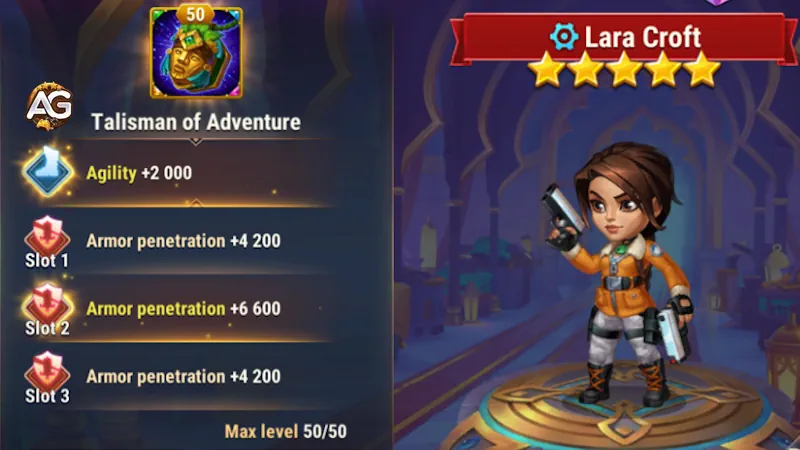 50
AG
Talisman of Adventure
Agility +2 000
Armor penetration +4 200
Slot 1
Armor penetration +6 600
Slot 2
Armor penetration +4 200
Slot 3
Max level 50/50
Lara Croft